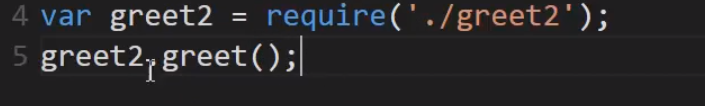 4 var greet2 = require('./greet2');
5 greet2.greet();